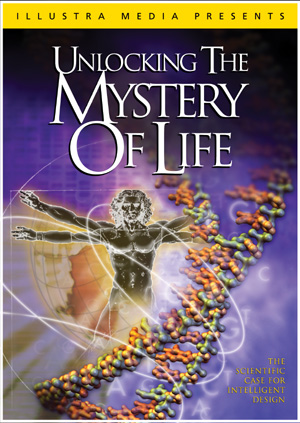 ILLUSTRA MEDIA PRESENTS
UNLOCKING THE
MYSTERY
OF LIFE
THE
SCIENTIFIC
CASE FOR
INTELLIGENT
DESIGN